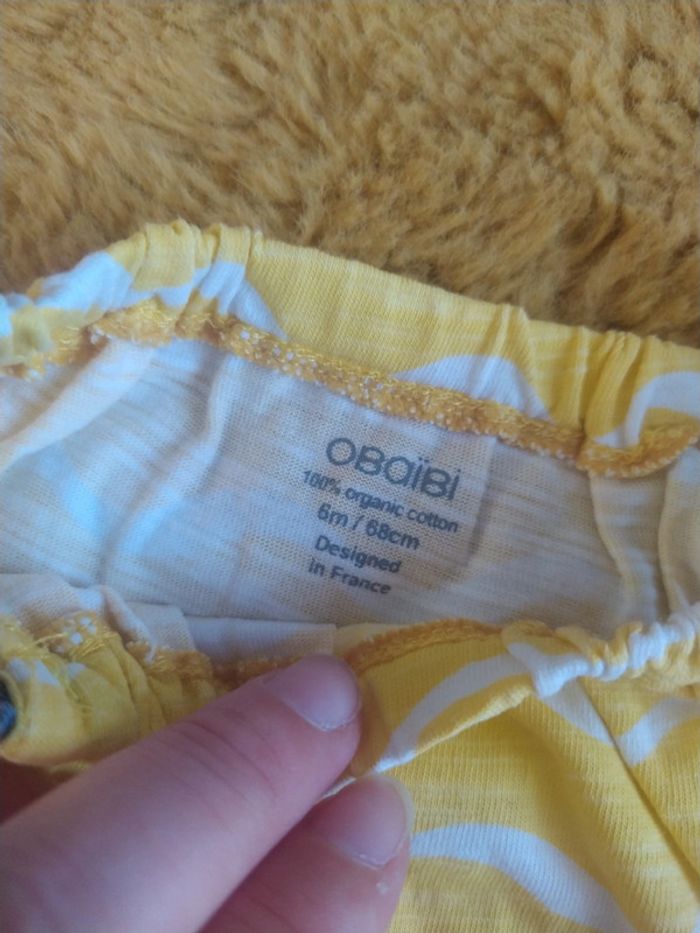 OBaïBi
100% organic cotton
6m / 68cm
Designed
in France